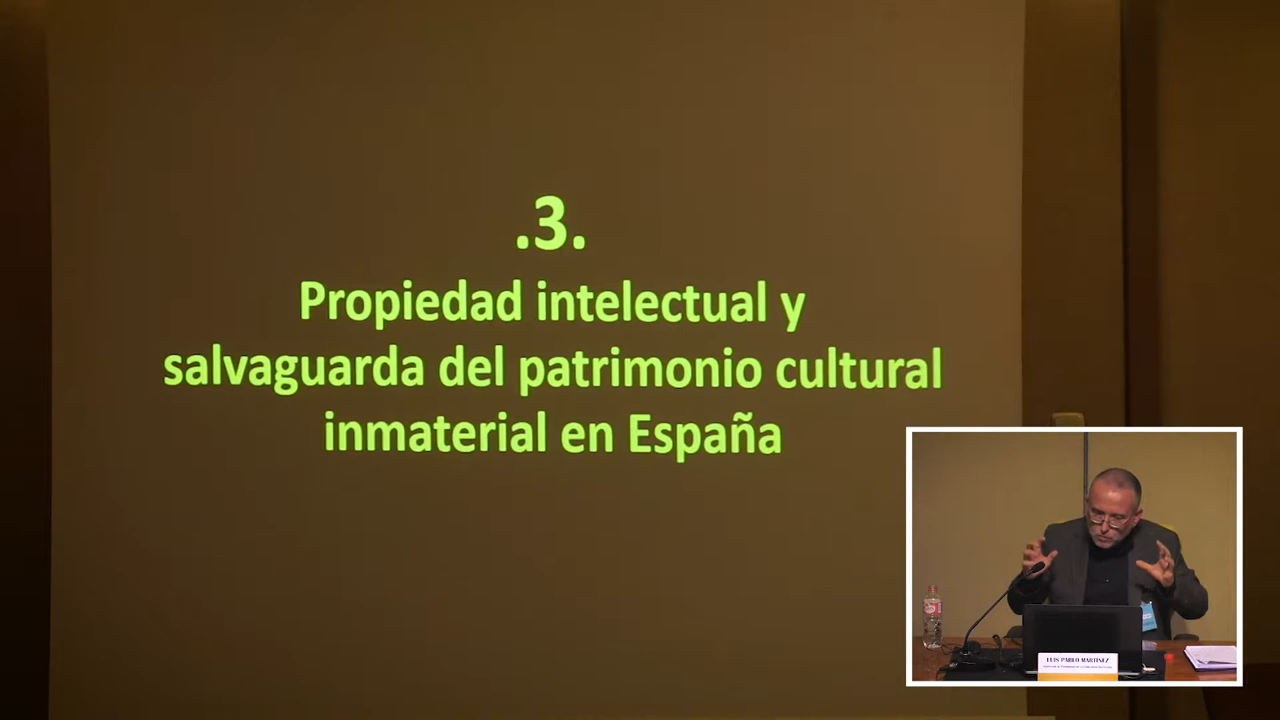 .3.
Propiedad intelectual y
salvaguarda del patrimonio cultural
inmaterial en España
LUIS PABLO MARTÍNEZ